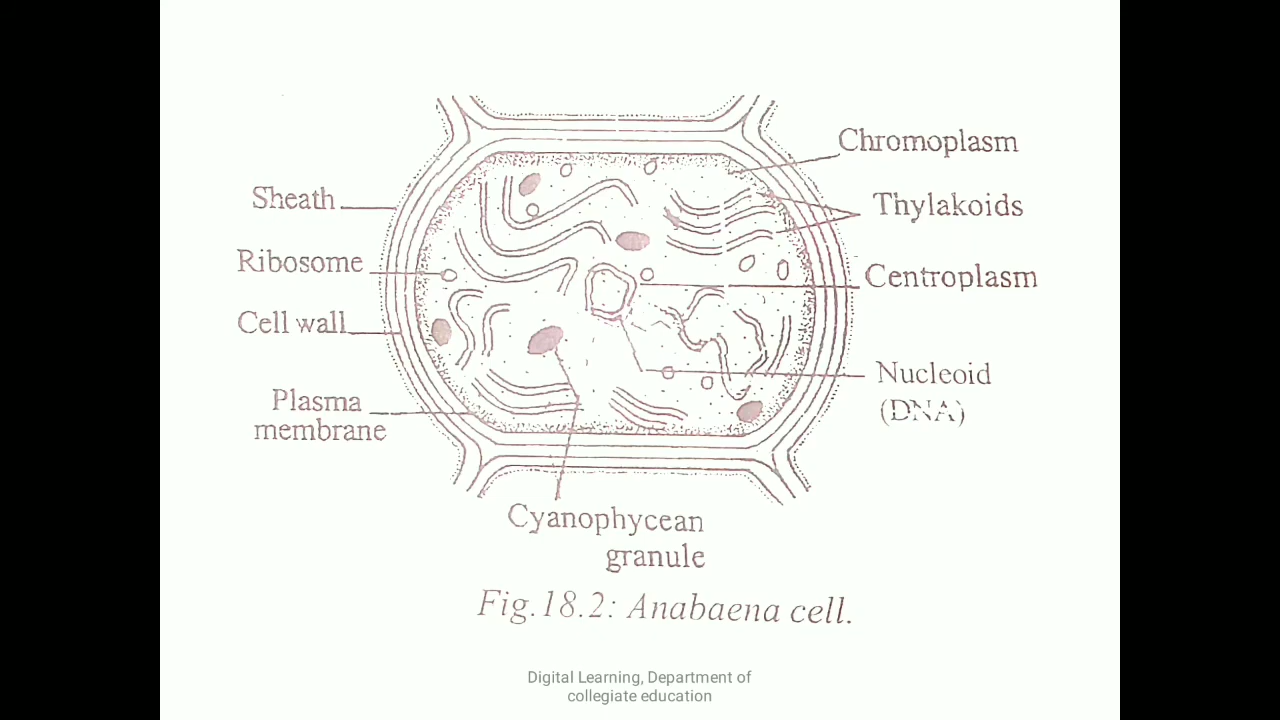 Chromoplasm
Sheath
Thylakoids
Ribosome
Centroplasm
Cell wall
Nucleoid
(DNA)
Plasma
membrane
Cyanophycean
granule
Fig.18.2: Anabaena cell.
Digital Learning, Department of
collegiate education